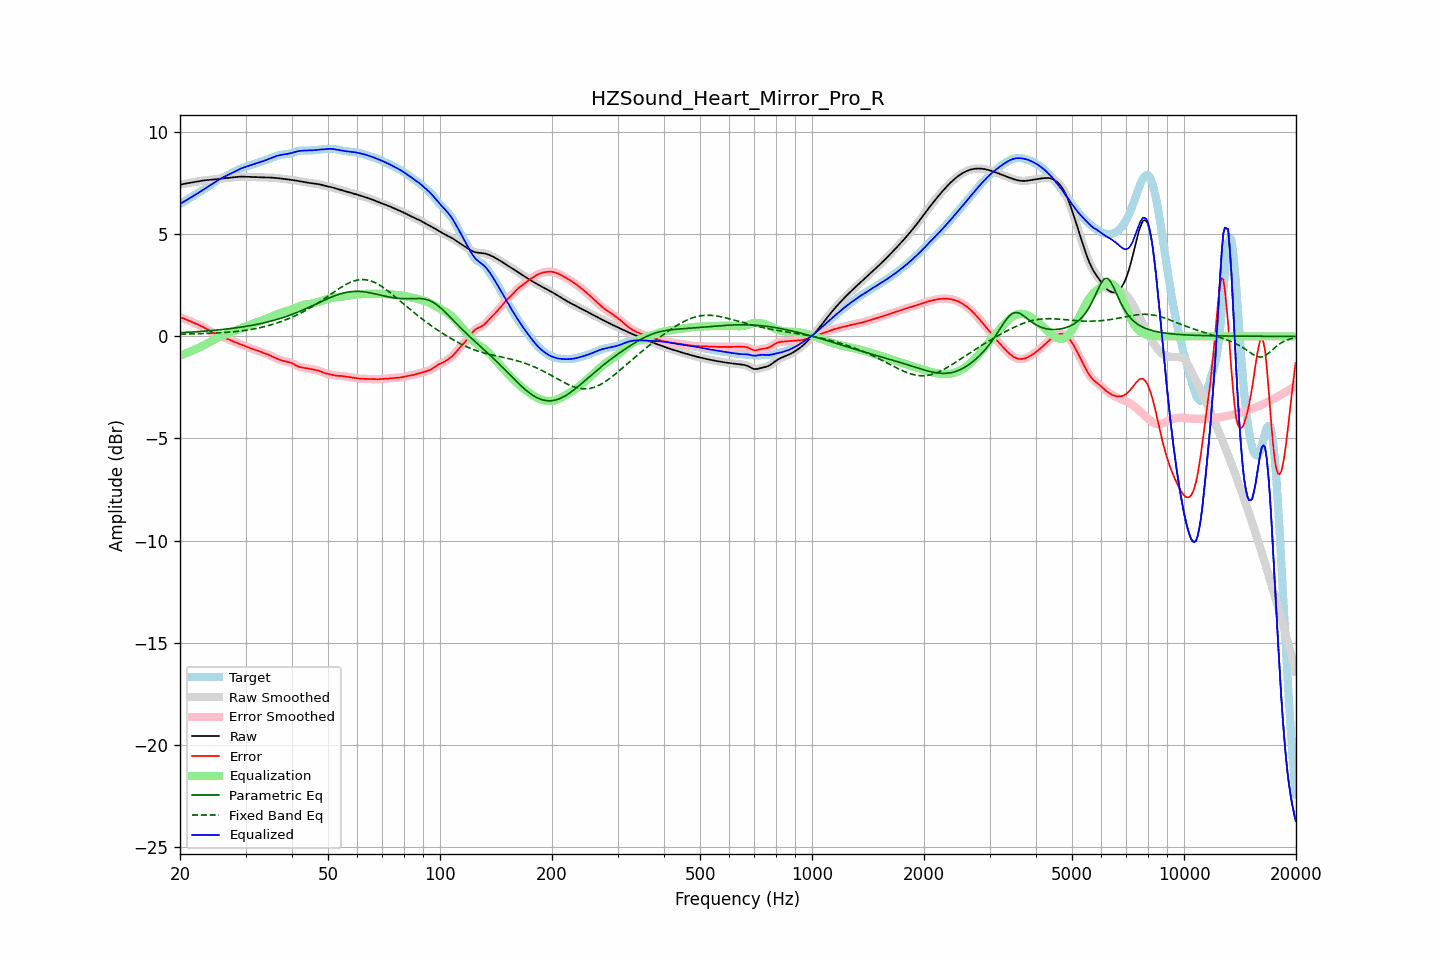 HZSound_Heart_Mirror_Pro_R
10
5
0
−5
−10
−15
−20
−25
Amplitude (dBr)
Target
Raw Smoothed
Error Smoothed
Raw
Error
Equalization
Parametric Eq
Fixed Band Eq
Equalized
20 50 100 200 500 1000 2000 5000 10000 20000
Frequency (Hz)